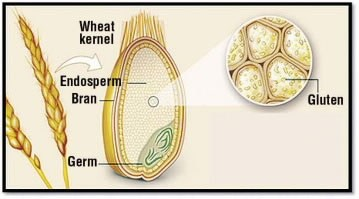 Wheat
kernel
Endosperm
Bran
Gluten
Germ